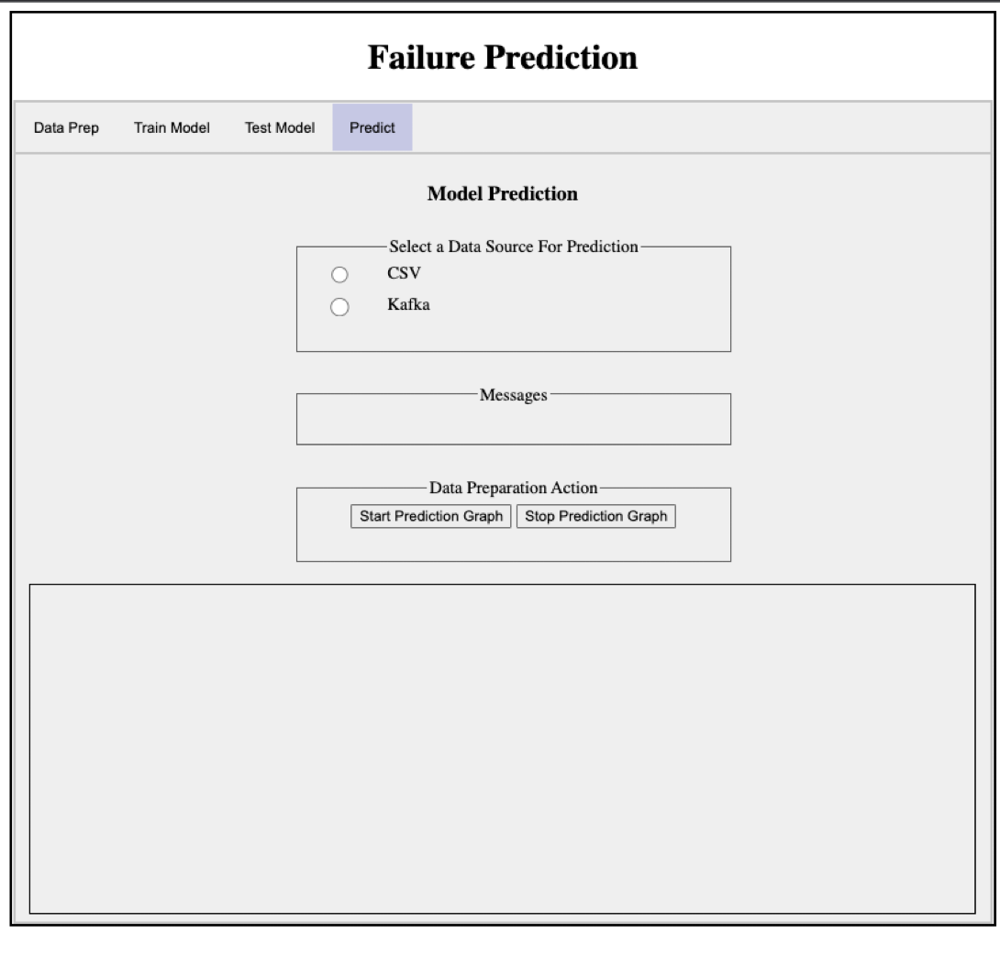 Failure Prediction
Data Prep Train Model Test Model Predict
Model Prediction
Select a Data Source For Prediction
CSV
Kafka
Messages
Data Preparation Action
Start Prediction Graph Stop Prediction Graph